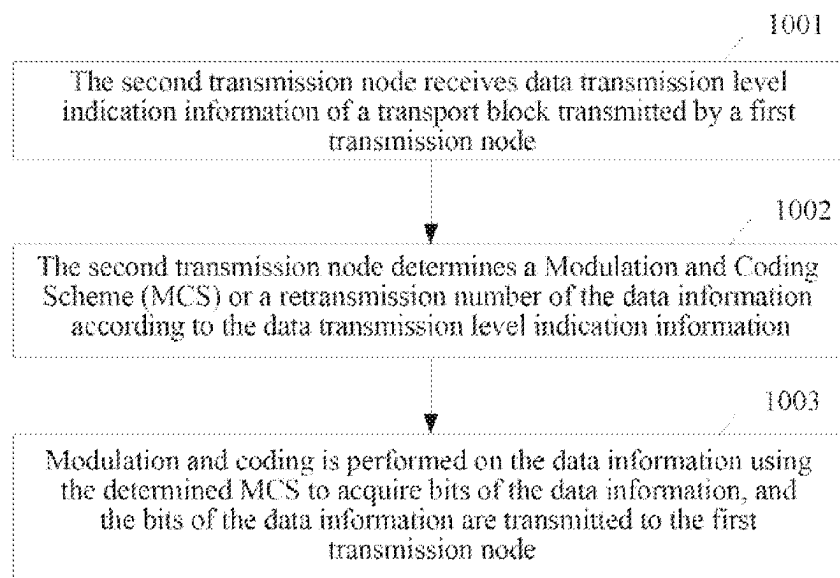 1001
The second transmission node receives data transmission level
indication information of a transport block transmitted by a first
transmission node
1002
The second transmission node determines a Modulation and Coding
Scheme (MCS) or a retransmission number of the data information
according to the data transmission level indication information
1003
Modulation and coding is performed on the data information using
the determined MCS to acquire bits of the data information, and
the bits of the data information are transmitted to the first
transmission node